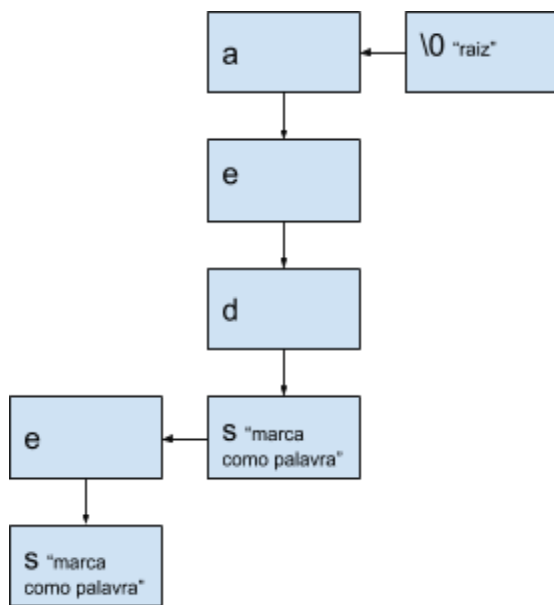 a
\0 “raiz”
e
d
s “marca
como palavra”
e
s “marca
como palavra”